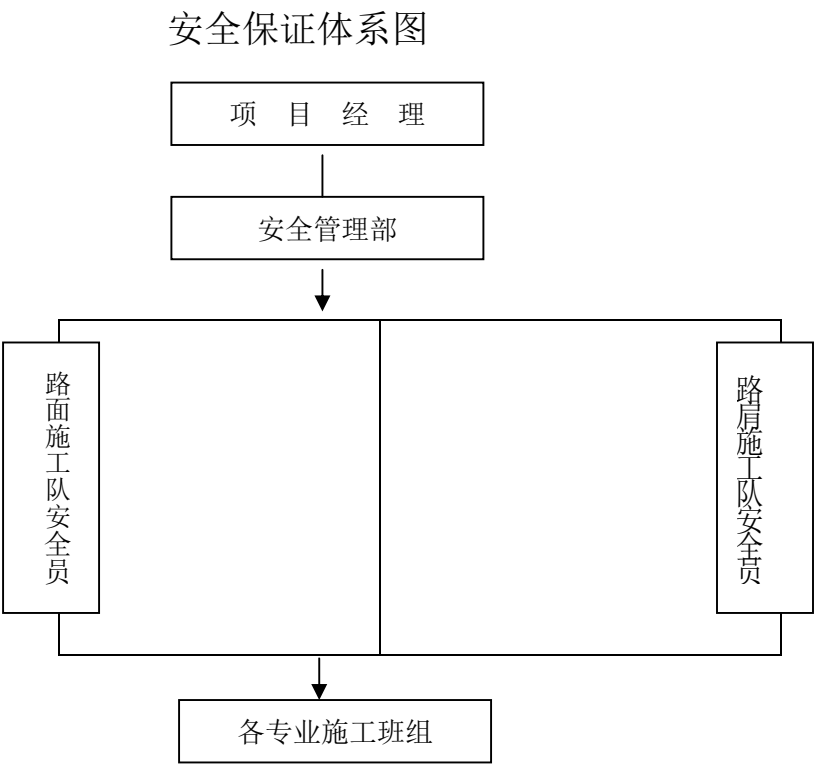 安全保证体系图
项 目 经 理
安全管理部
路面施工队安全员
路肩施工队安全员
各专业施工班组